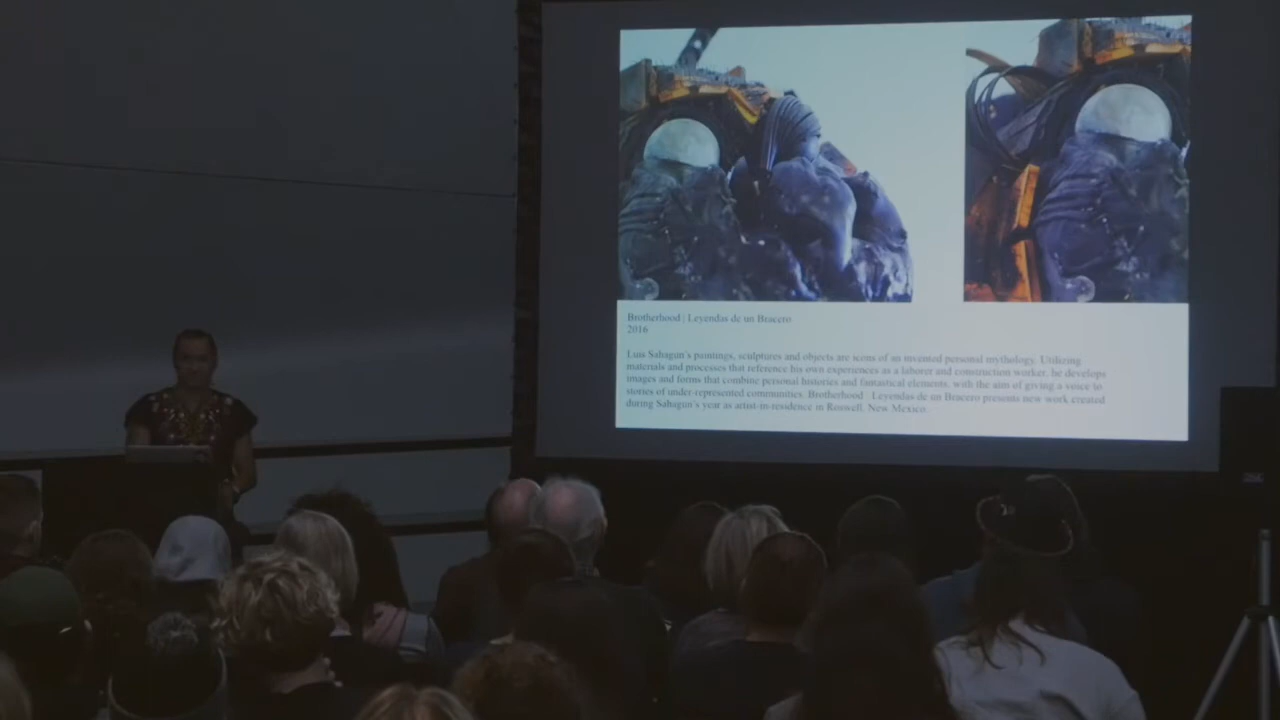 Brotherhood | Leyendas de un Bracero
2016
Luis Sahagun's paintings, sculptures and objects are icons of an invented personal mythology. Utilizing
materials and processes that reference his own experiences as a laborer and construction worker, he develops
images and forms that combine personal histories and fantastical elements, with the aim of giving a voice to
stories of under-represented communities. Brotherhood | Leyendas de un Bracero presents new work created
during Sahagun's year as artist-in-residence in Roswell, New Mexico.